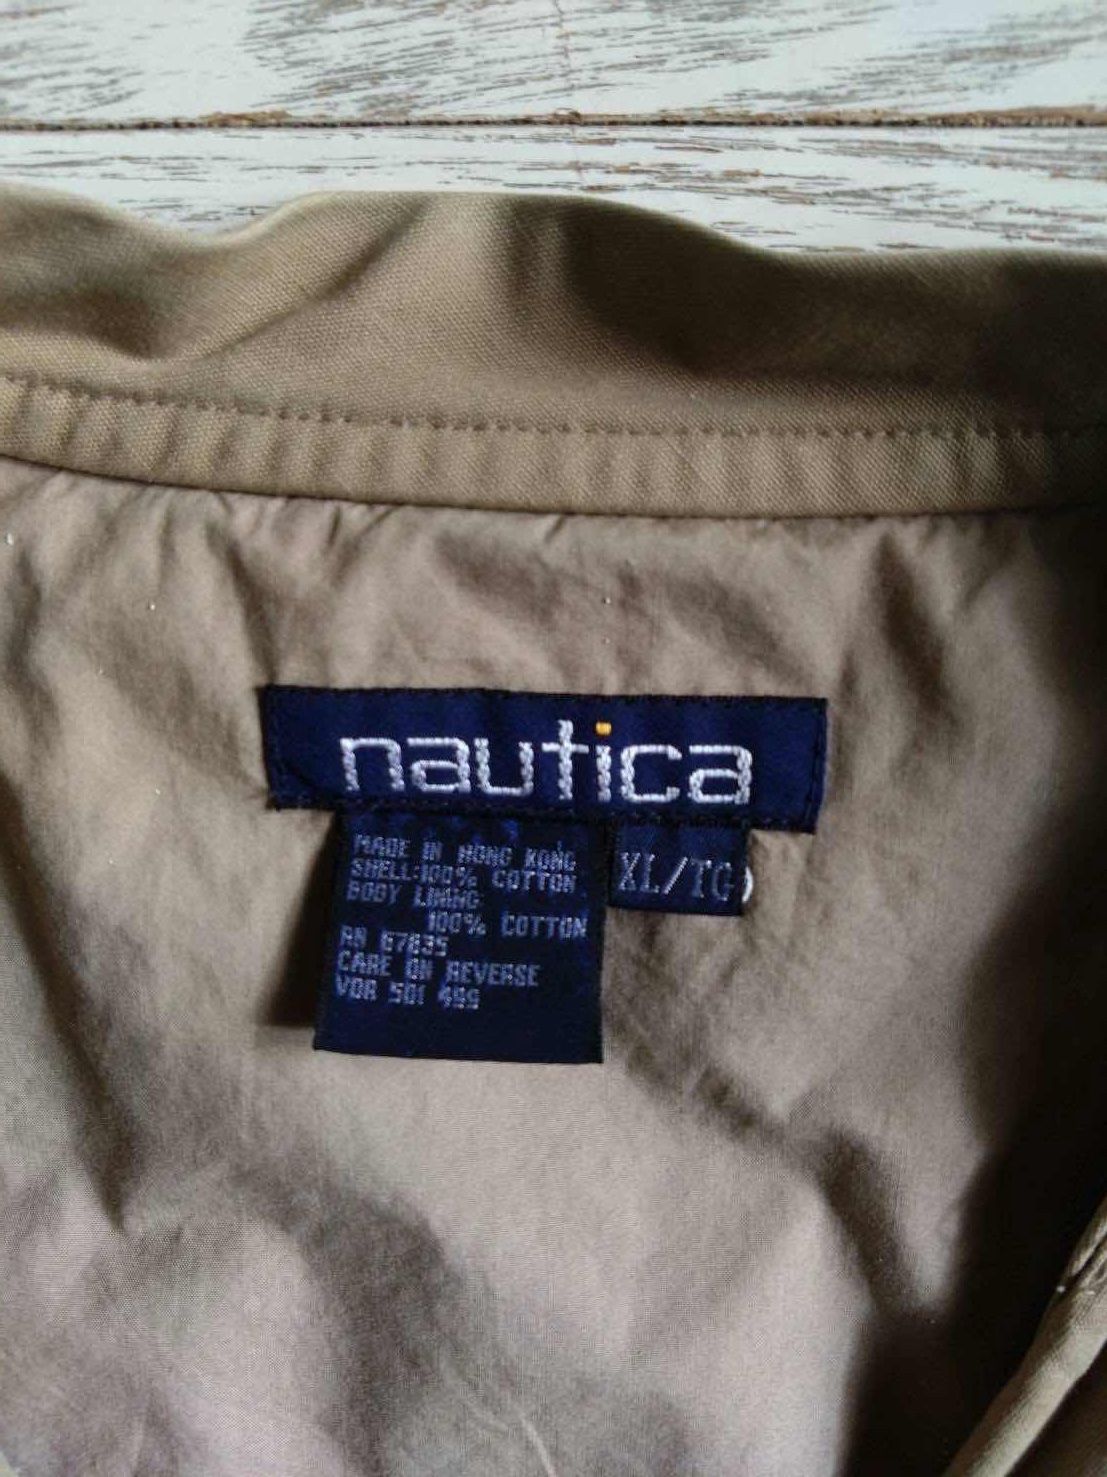 nautica
MADE IN HONG KONG
SHELL:100% COTTON
BODY LINING:
100% COTTON
RN 67835
CARE ON REVERSE
VOR 501 499
XL/TG